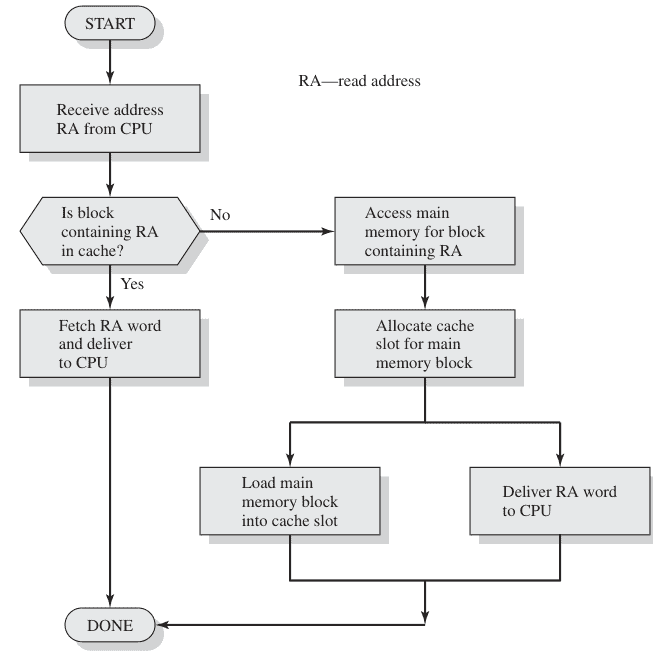 START
RA—read address
Receive address
RA from CPU
Is block
containing RA
in cache?
No
Access main
memory for block
containing RA
Yes
Fetch RA word
and deliver
to CPU
Allocate cache
slot for main
memory block
Load main
memory block
into cache slot
Deliver RA word
to CPU
DONE